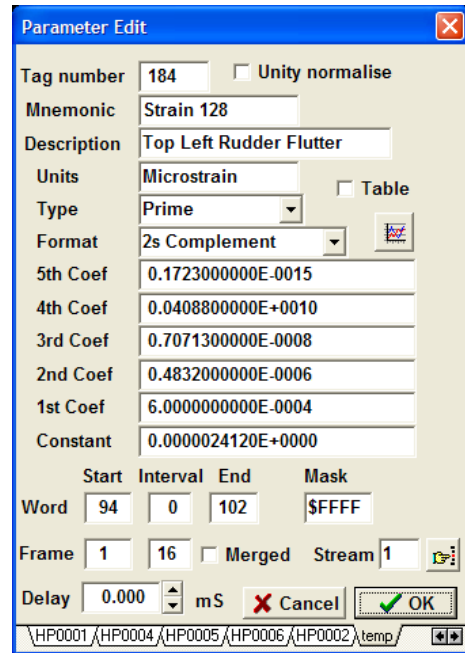 Parameter Edit
Tag number 184 Unity normalise
Mnemonic Strain 128
Description Top Left Rudder Flutter
Units Microstrain
Table
Type Prime
Format 2s Complement
5th Coef 0.1723000000E-0015
4th Coef 0.0408800000E+0010
3rd Coef 0.7071300000E-0008
2nd Coef 0.4832000000E-0006
1st Coef 6.0000000000E-0004
Constant 0.0000024120E+0000
Start Interval End Mask
Word 94 0 102 $FFFF
Frame 1 16 Merged Stream 1
Delay 0.000 mS Cancel OK
HP0001 HP0004 HP0005 HP0006 HP0002 temp